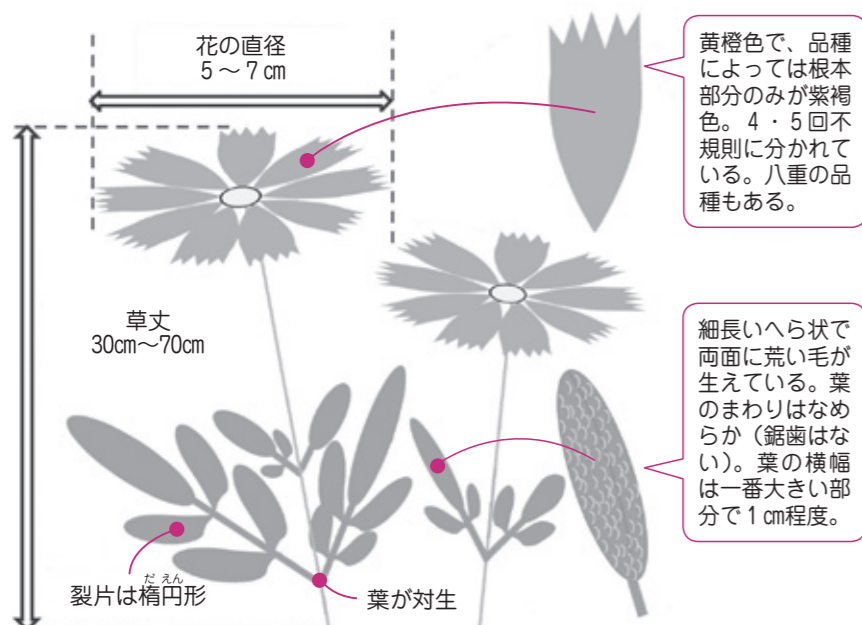 花の直径
5～7㎝
黄橙色で、品種
によっては根本
部分のみが紫褐
色。4・5回不
規則に分かれて
いる。八重の品
種もある。
草丈
30㎝～70㎝
細長いへら状で
両面に荒い毛が
生えている。葉
のまわりはなめ
らか（鋸歯はな
い）。葉の横幅
は一番大きい部
分で1㎝程度。
だ えん
裂片は楕円形
葉が対生